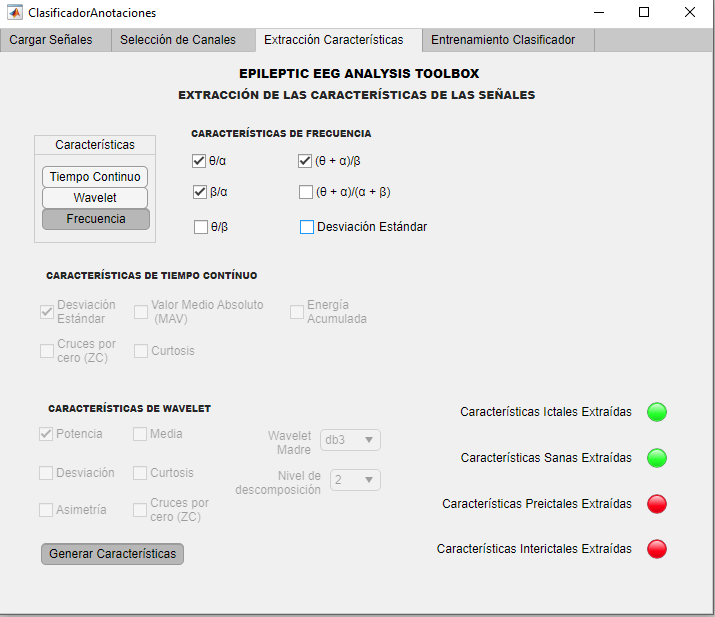 ClasificadorAnotaciones
Cargar Señales
Selección de Canales
Extracción Características
Entrenamiento Clasificador
EPILEPTIC EEG ANALYSIS TOOLBOX
EXTRACCIÓN DE LAS CARACTERÍSTICAS DE LAS SEÑALES
Características
Tiempo Continuo
Wavelet
Frecuencia
CARACTERÍSTICAS DE FRECUENCIA
θ/α
(θ + α)/β
β/α
(θ + α)/(α + β)
θ/β
Desviación Estándar
CARACTERÍSTICAS DE TIEMPO CONTÍNUO
Desviación
Estándar
Valor Medio Absoluto
(MAV)
Energía
Acumulada
Cruces por
cero (ZC)
Curtosis
CARACTERÍSTICAS DE WAVELET
Potencia
Media
Wavelet
Madre
db3
Desviación
Curtosis
Nivel de
descomposición
2
Asimetría
Cruces por
cero (ZC)
Generar Características
Características Ictales Extraídas
Características Sanas Extraídas
Características Preictales Extraídas
Características Interictales Extraídas